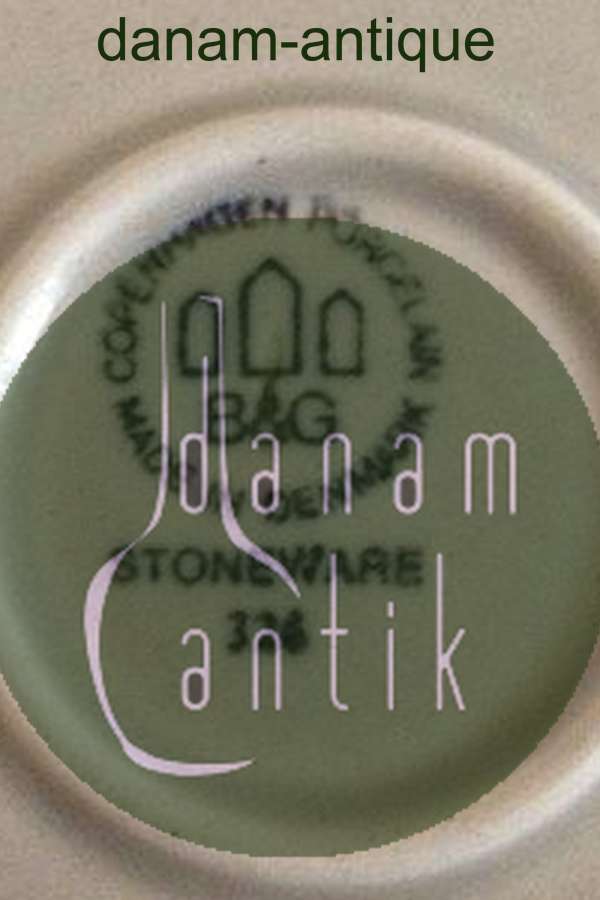 danam-antique
COPENHAGEN PORCELAIN
B&G
MADE IN DENMARK
danam
STONEWARE
antik